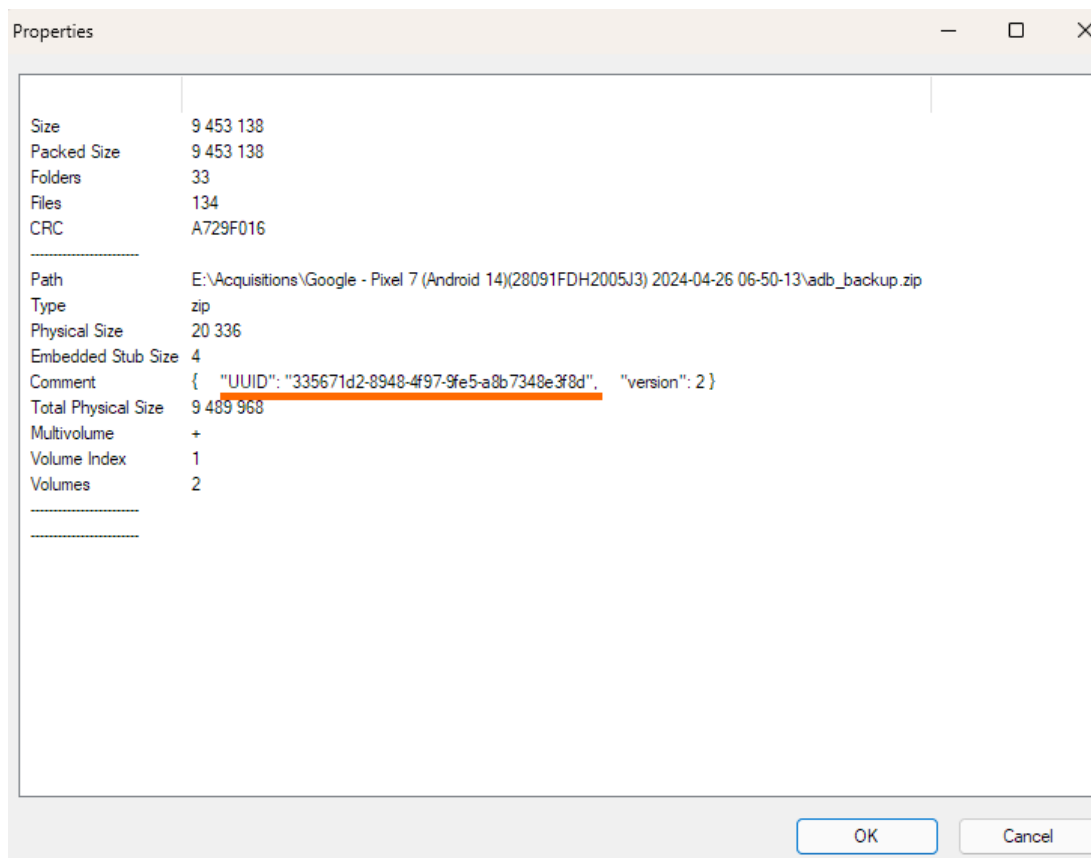 Properties
Size 9 453 138
Packed Size 9 453 138
Folders 33
Files 134
CRC A729F016
------------------------
Path E:\Acquisitions\Google - Pixel 7 (Android 14)(28091FDH2005J3) 2024-04-26 06-50-13\adb_backup.zip
Type zip
Physical Size 20 336
Embedded Stub Size 4
Comment { "UUID": "335671d2-8948-4f97-9fe5-a8b7348e3f8d", "version": 2 }
Total Physical Size 9 489 968
Multivolume +
Volume Index 1
Volumes 2
------------------------
------------------------
OK Cancel